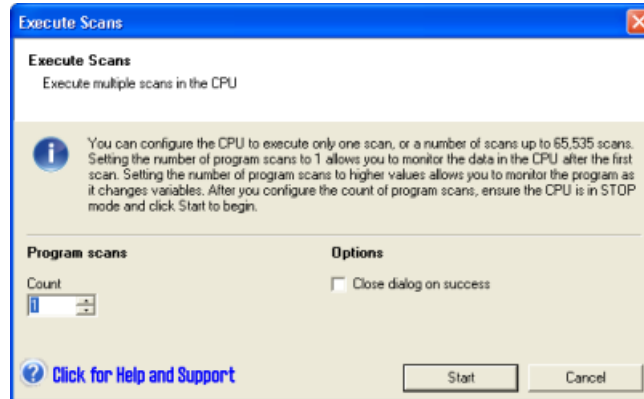 Execute Scans
Execute Scans
Execute multiple scans in the CPU
You can configure the CPU to execute only one scan, or a number of scans up to 65,535 scans.
Setting the number of program scans to 1 allows you to monitor the data in the CPU after the first
scan. Setting the number of program scans to higher values allows you to monitor the program as
it changes variables. After you configure the count of program scans, ensure the CPU is in STOP
mode and click Start to begin.
Program scans
Options
Count
Close dialog on success
1
Click for Help and Support
Start
Cancel